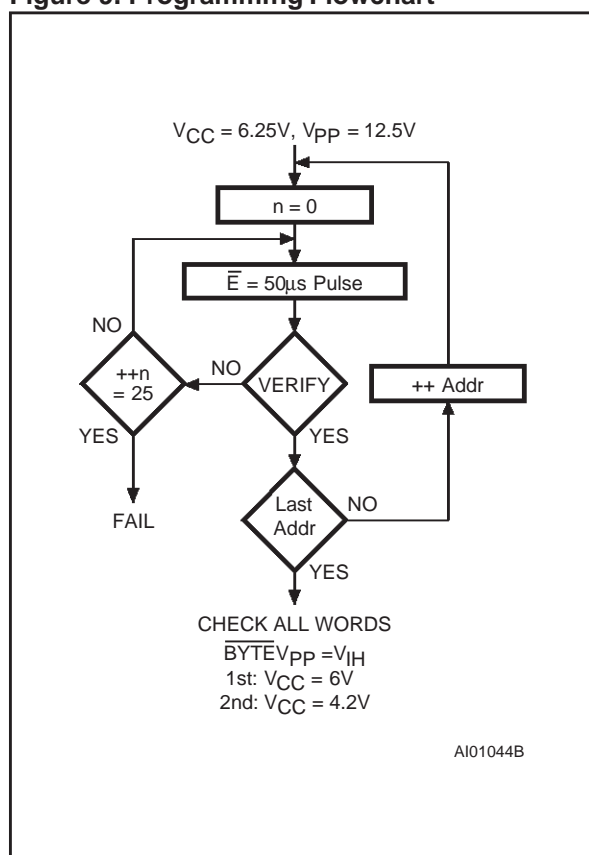 Figure 9. Programming Flowchart
VCC = 6.25V, VPP = 12.5V
n = 0
E = 50µs Pulse
NO
++n
= 25
NO
VERIFY
++ Addr
YES
YES
FAIL
Last
Addr
NO
YES
CHECK ALL WORDS
BYTEVPP =VIH
1st: VCC = 6V
2nd: VCC = 4.2V
AI01044B